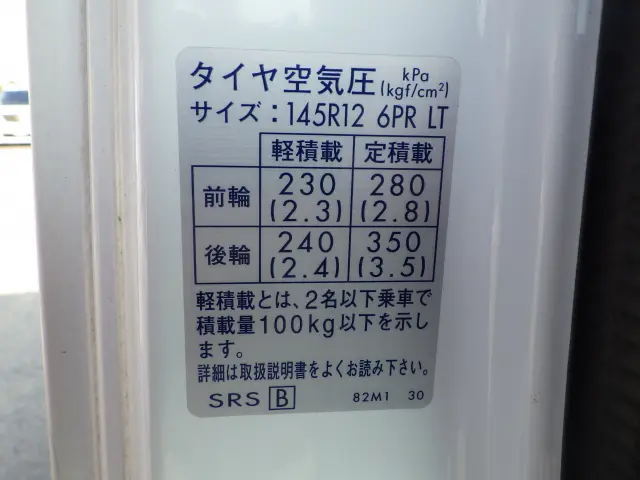 タイヤ空気圧 kPa (kgf/cm²)
サイズ：145R12 6PR LT
軽積載 定積載
前輪 230 (2.3) 280 (2.8)
後輪 240 (2.4) 350 (3.5)
軽積載とは、2名以下乗車で
積載量100kg以下を示し
ます。
詳細は取扱説明書をよくお読み下さい。
SRS B 82M1 30